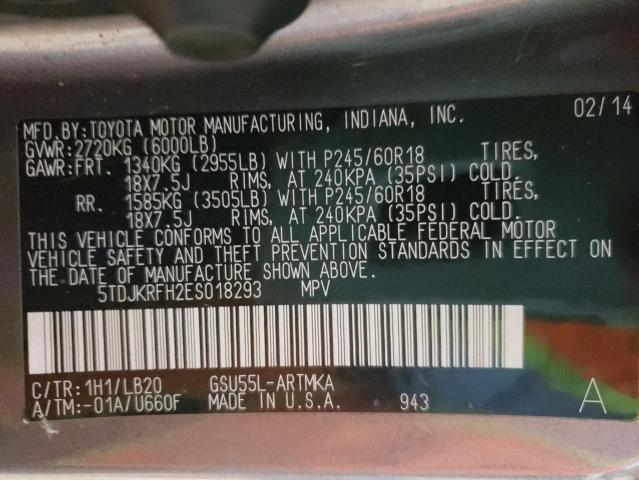 MFD.BY:TOYOTA MOTOR MANUFACTURING, INDIANA, INC. 02/14
GVWR:2720KG (6000LB)
GAWR:FRT. 1340KG (2955LB) WITH P245/60R18 TIRES,
18X7.5J RIMS, AT 240KPA (35PSI) COLD.
RR. 1585KG (3505LB) WITH P245/60R18 TIRES,
18X7.5J RIMS, AT 240KPA (35PSI) COLD.
THIS VEHICLE CONFORMS TO ALL APPLICABLE FEDERAL MOTOR
VEHICLE SAFETY AND THEFT PREVENTION STANDARDS IN EFFECT ON
THE DATE OF MANUFACTURE SHOWN ABOVE.
5TDJKRFH2ES018293 MPV
C/TR:1H1/LB20 GSU55L-ARTMKA
A/TM:-01A/U660F MADE IN U.S.A. 943 A